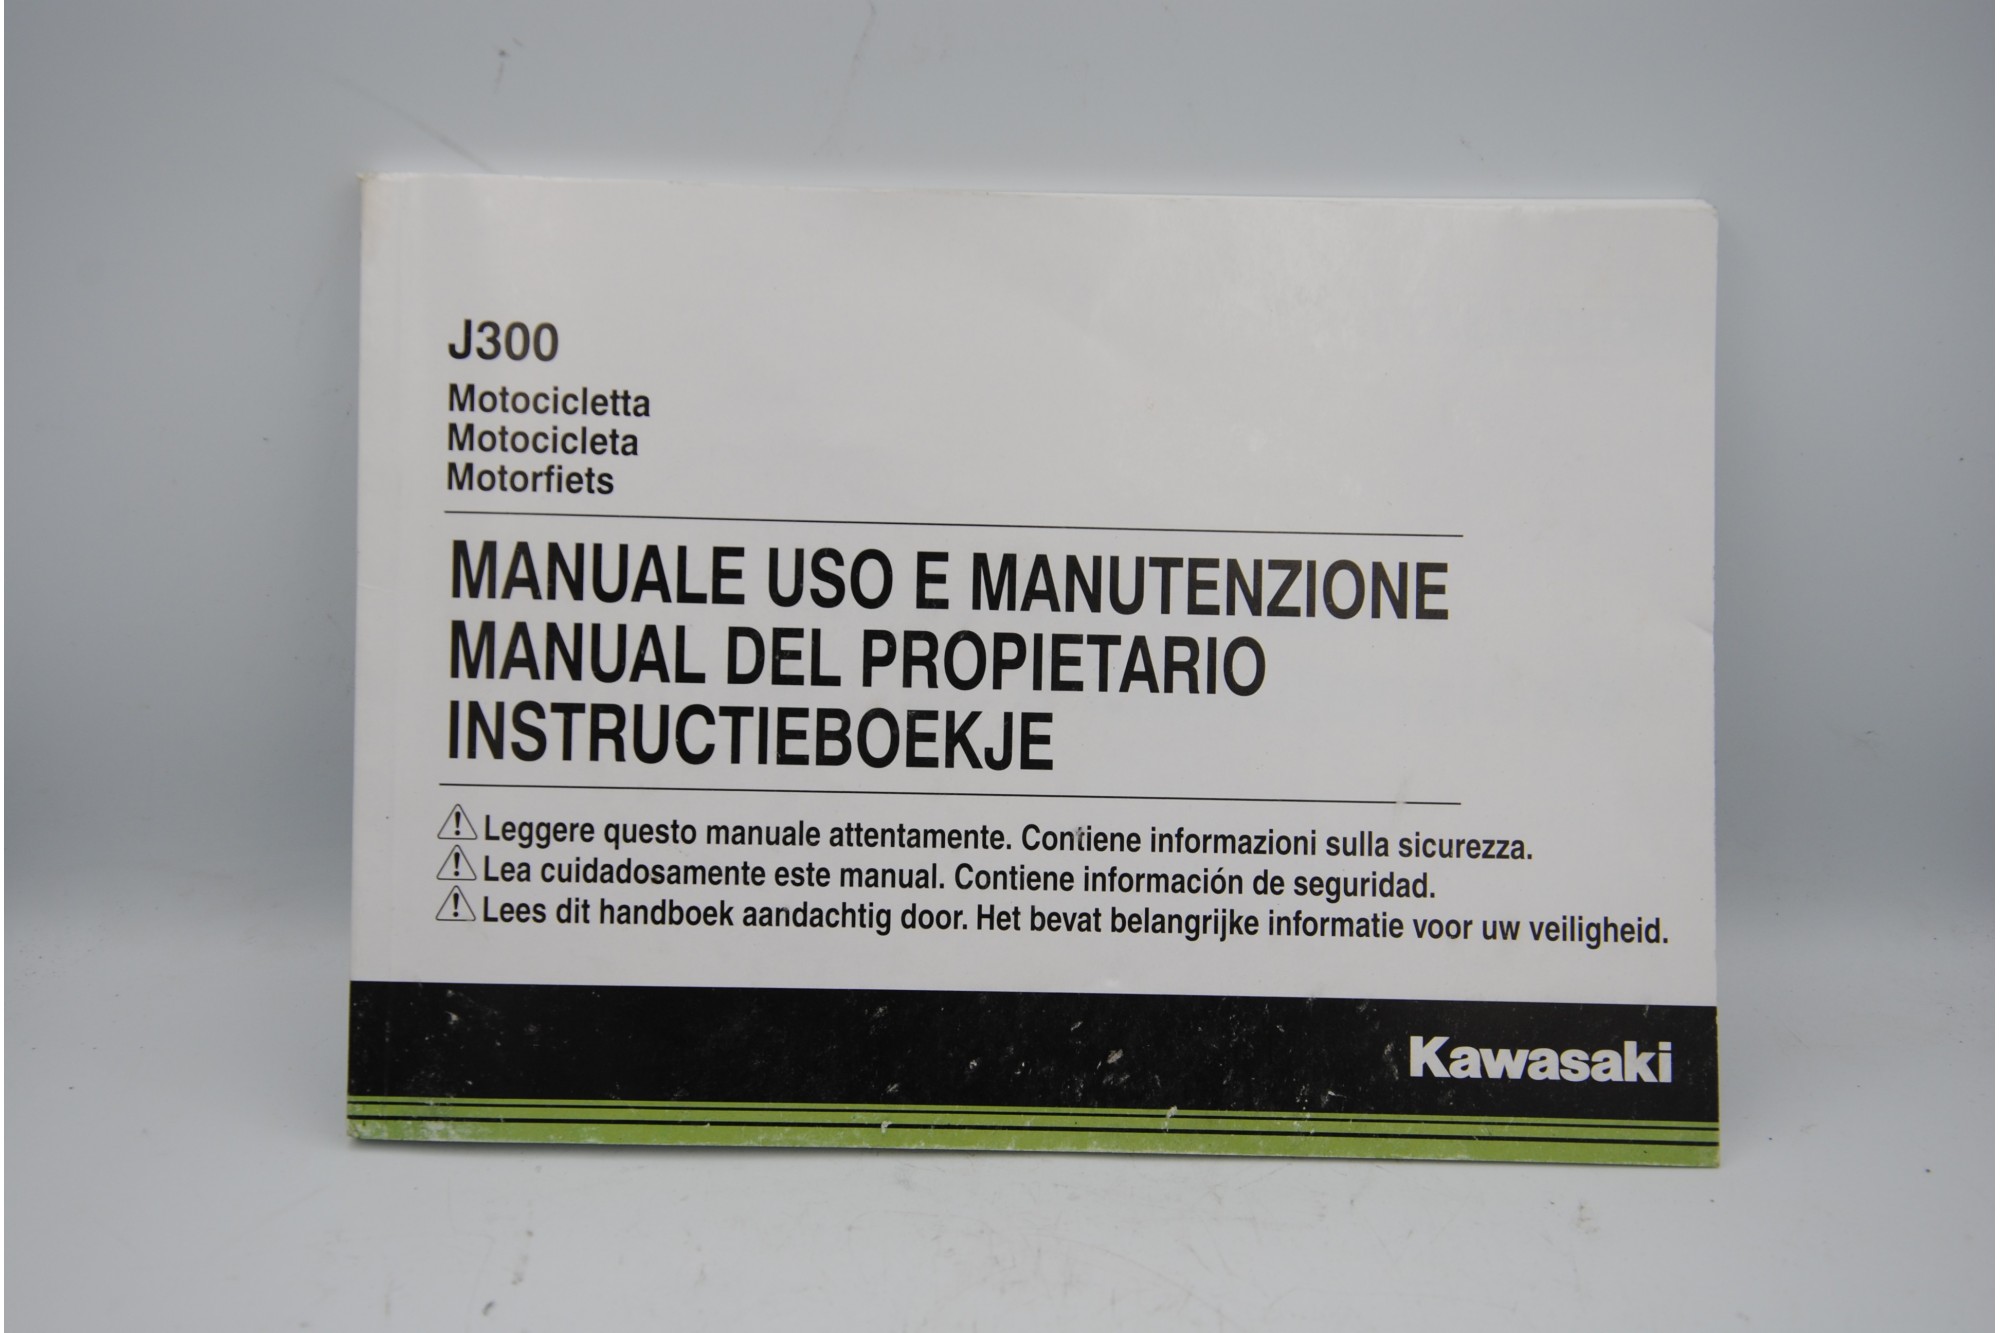 J300
Motocicletta
Motocicleta
Motorfiets
MANUALE USO E MANUTENZIONE
MANUAL DEL PROPIETARIO
INSTRUCTIEBOEKJE
⚠ Leggere questo manuale attentamente. Contiene informazioni sulla sicurezza.
⚠ Lea cuidadosamente este manual. Contiene información de seguridad.
⚠ Lees dit handboek aandachtig door. Het bevat belangrijke informatie voor uw veiligheid.
Kawasaki